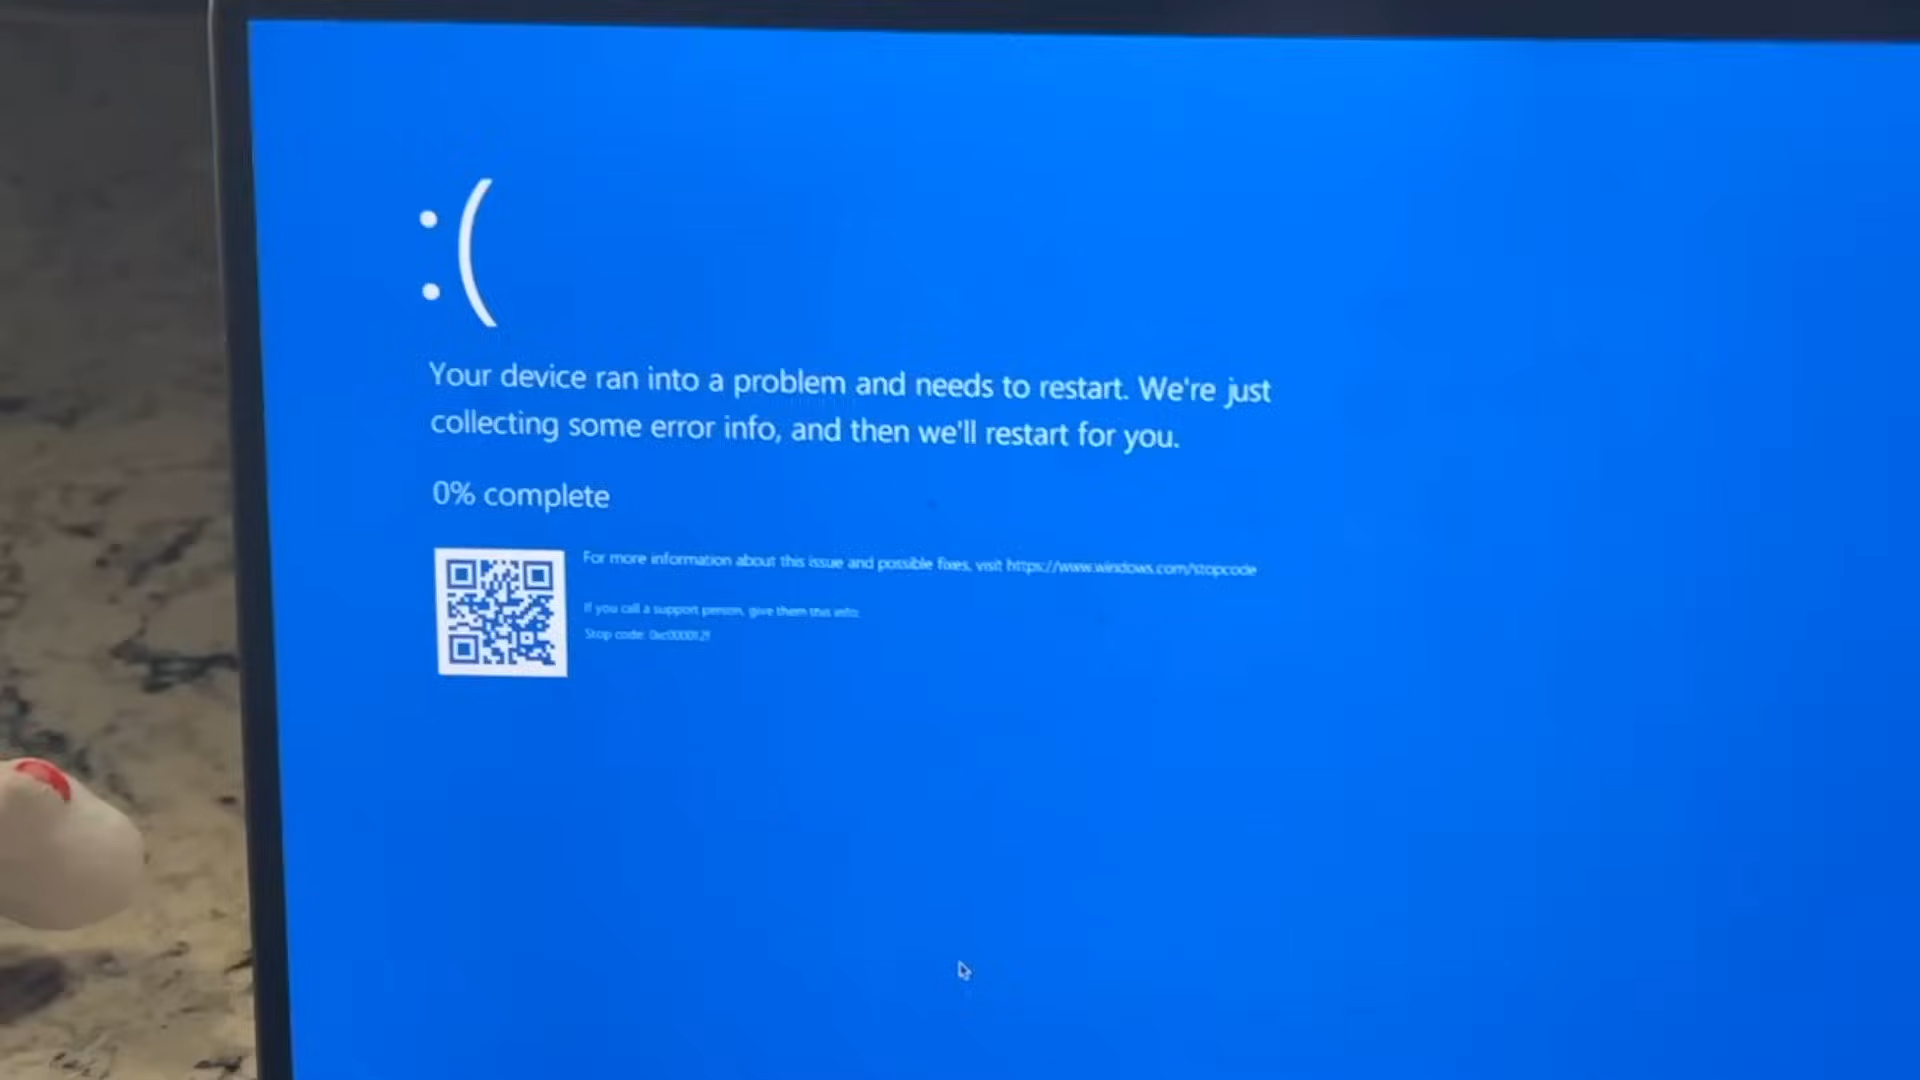 :(
Your device ran into a problem and needs to restart. We're just
collecting some error info, and then we'll restart for you.
0% complete
For more information about this issue and possible fixes, visit https://www.windows.com/stopcode
If you call a support person, give them this info:
Stop code: